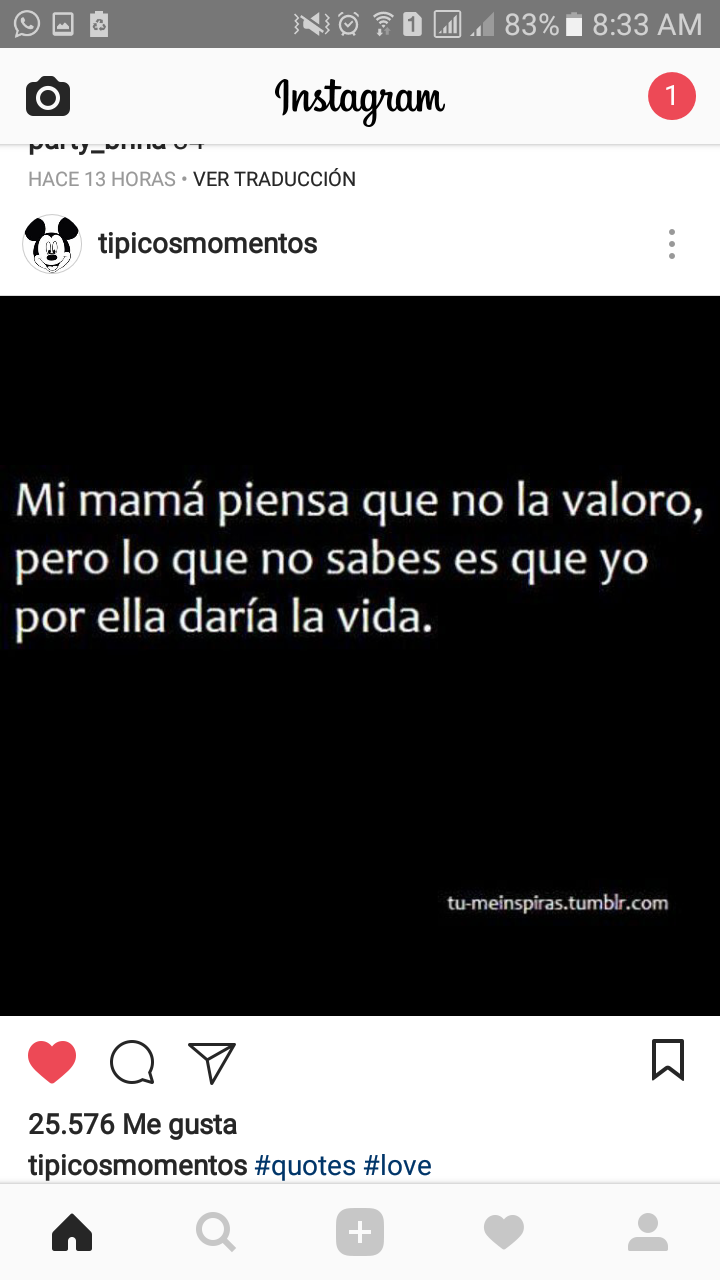 1 83% 8:33 AM
Instagram 1
HACE 13 HORAS • VER TRADUCCIÓN
tipicosmomentos
Mi mamá piensa que no la valoro,
pero lo que no sabes es que yo
por ella daría la vida.
tu-meinspiras.tumblr.com
25.576 Me gusta
tipicosmomentos #quotes #love